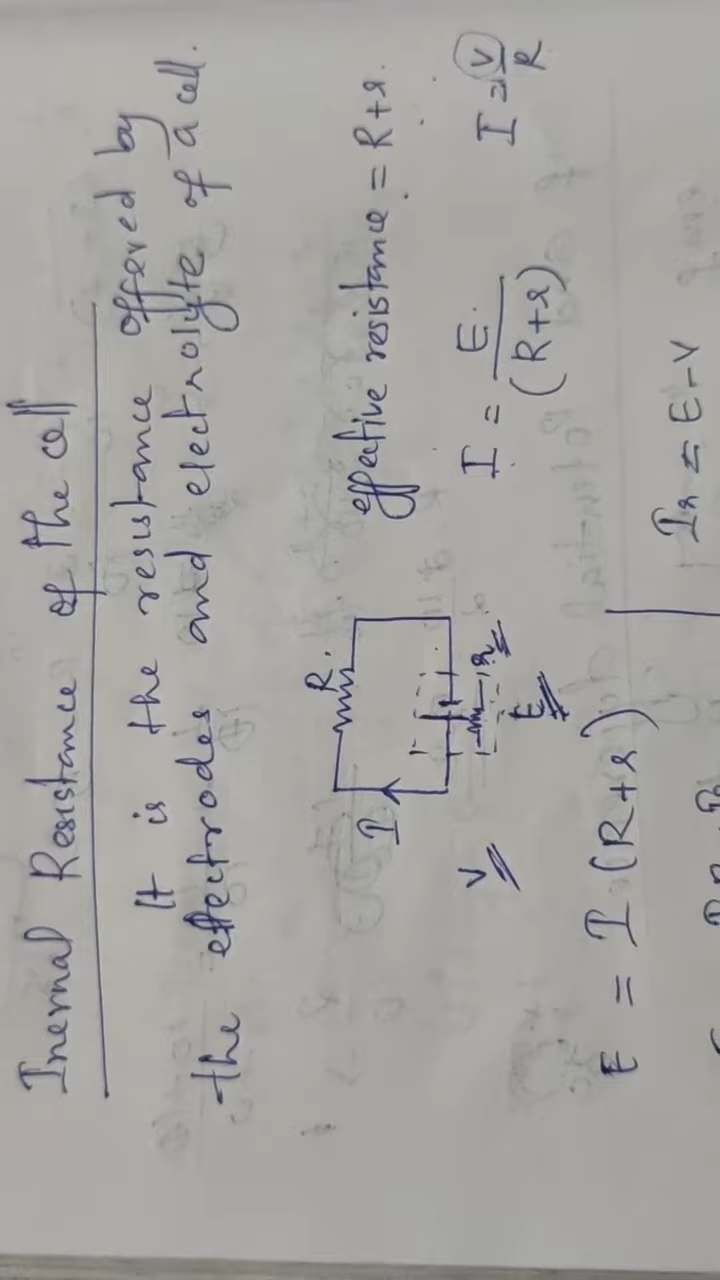 Inernal Resistance of the cell
It is the resistance offered by
the electrodes and electrolyte of a cell.
R.
I
r
E
V
effective resistance = R+r.
I = E/(R+r)
I = V/R
E = I(R+r)
Ir = E-V